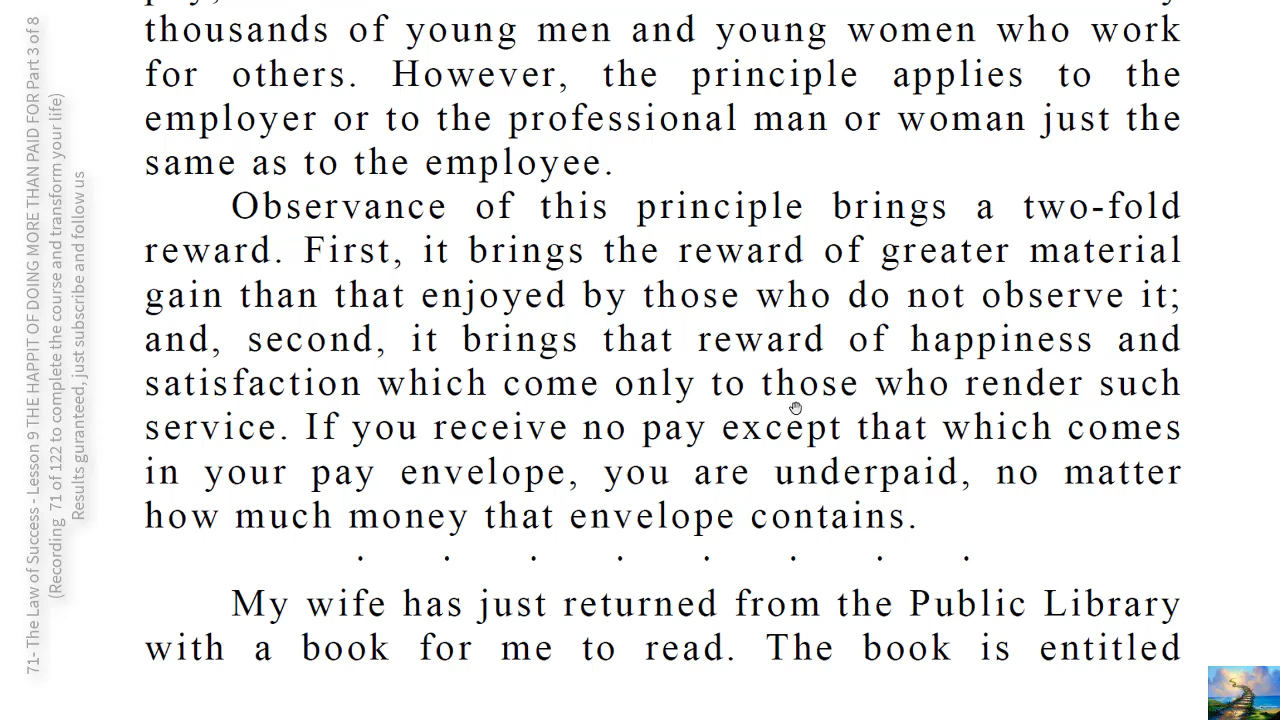 thousands of young men and young women who work
for others. However, the principle applies to the
employer or to the professional man or woman just the
same as to the employee.
Observance of this principle brings a two-fold
reward. First, it brings the reward of greater material
gain than that enjoyed by those who do not observe it;
and, second, it brings that reward of happiness and
satisfaction which come only to those who render such
service. If you receive no pay except that which comes
in your pay envelope, you are underpaid, no matter
how much money that envelope contains.
. . . . . . . .
My wife has just returned from the Public Library
with a book for me to read. The book is entitled
71- The Law of Success - Lesson 9 THE HAPPIT OF DOING MORE THAN PAID FOR Part 3 of 8
(Recording 71 of 122 to complete the course and transform your life)
Results guranteed, just subscribe and follow us